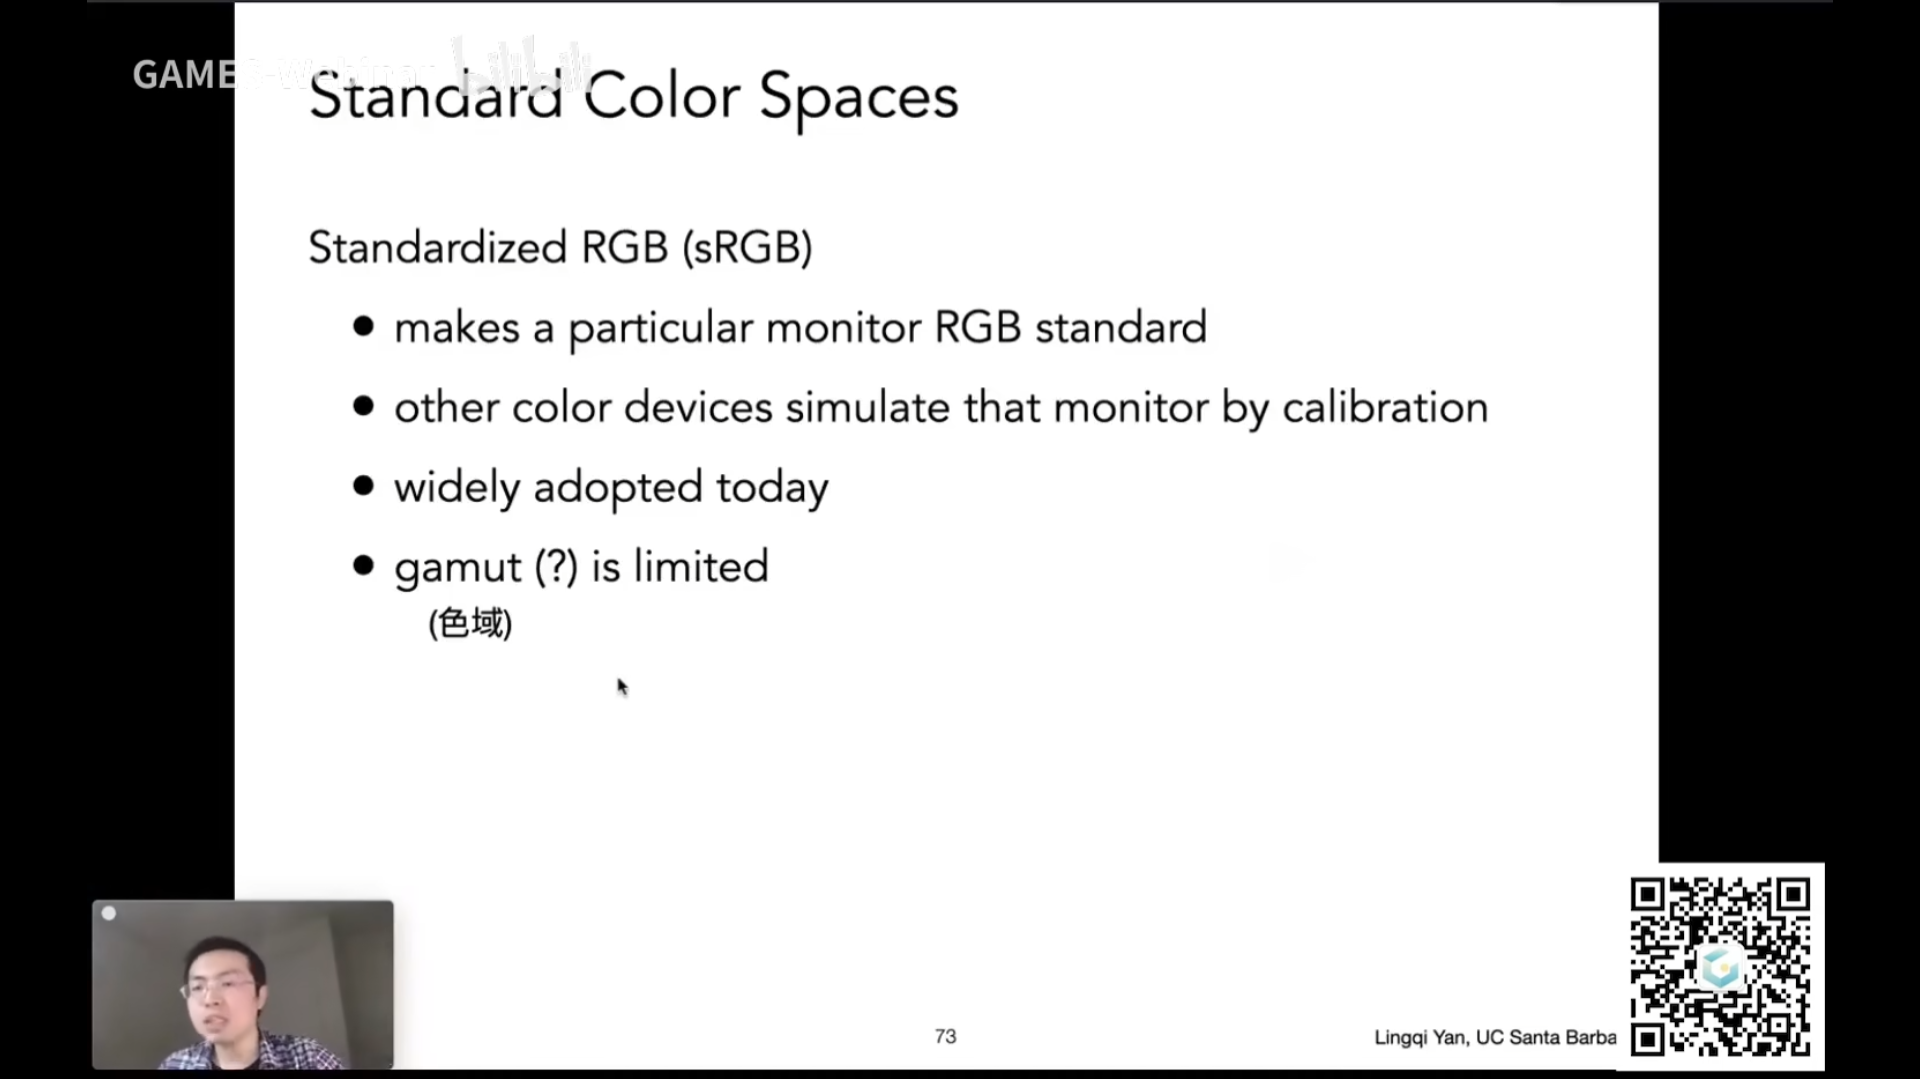 GAMES-Webinar bilibili
Standard Color Spaces
Standardized RGB (sRGB)
● makes a particular monitor RGB standard
● other color devices simulate that monitor by calibration
● widely adopted today
● gamut (?) is limited
(色域)
73
Lingqi Yan, UC Santa Barba